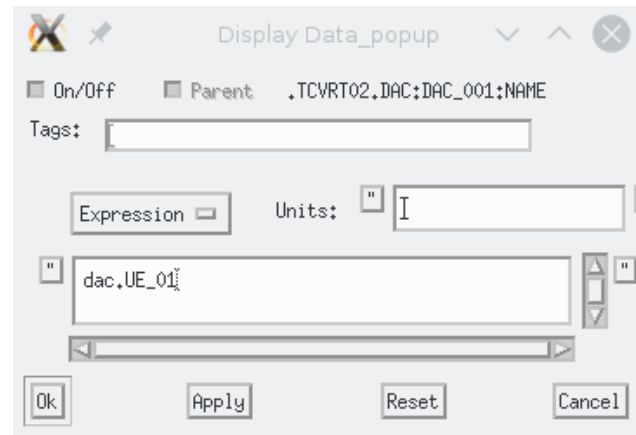 Display Data_popup
On/Off Parent .TCVRT02.DAC:DAC_001:NAME
Tags:
Expression Units: "
" dac.UE_01 "
Ok Apply Reset Cancel